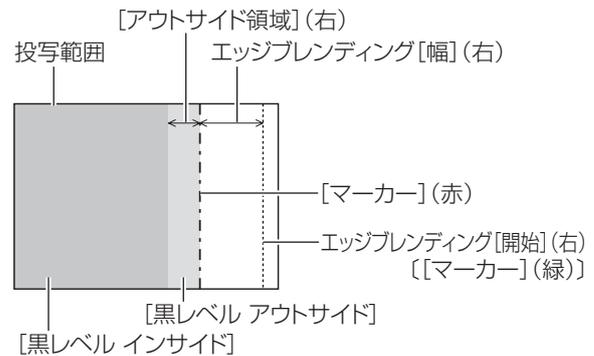 [アウトサイド領域](右)
投写範囲
エッジブレンディング[幅](右)
[マーカー](赤)
エッジブレンディング[開始](右)
〔[マーカー](緑)〕
[黒レベル アウトサイド]
[黒レベル インサイド]